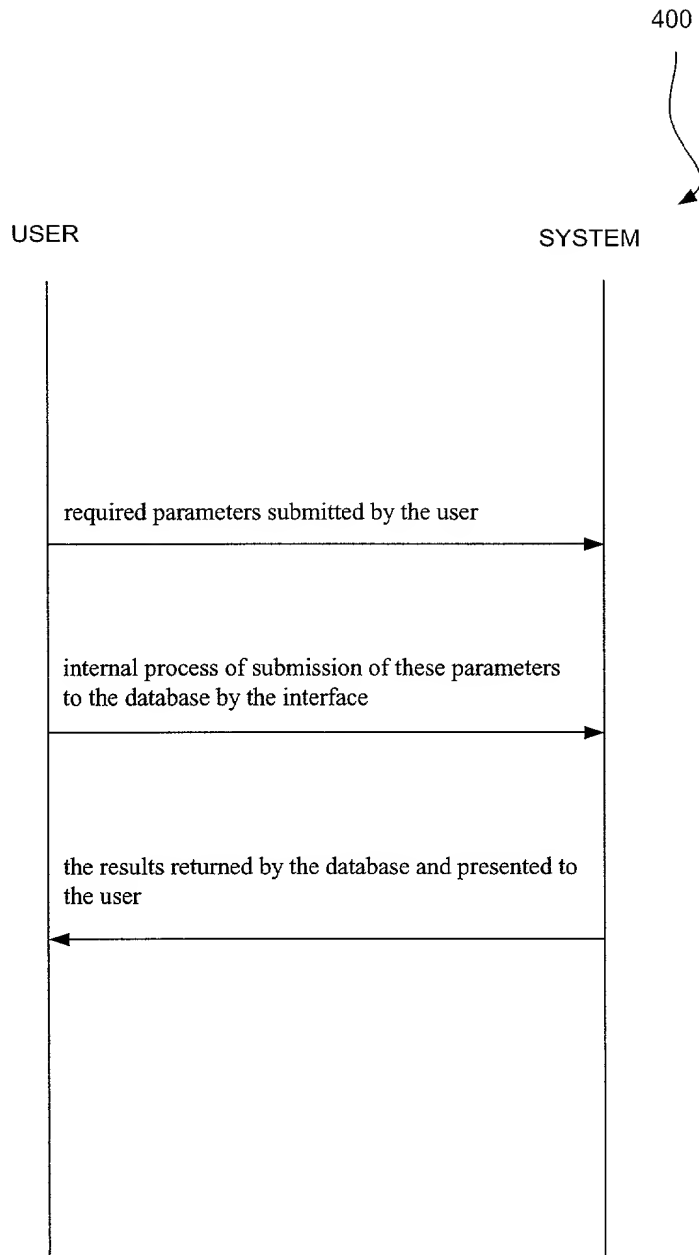 400
USER
SYSTEM
required parameters submitted by the user
internal process of submission of these parameters
to the database by the interface
the results returned by the database and presented to
the user